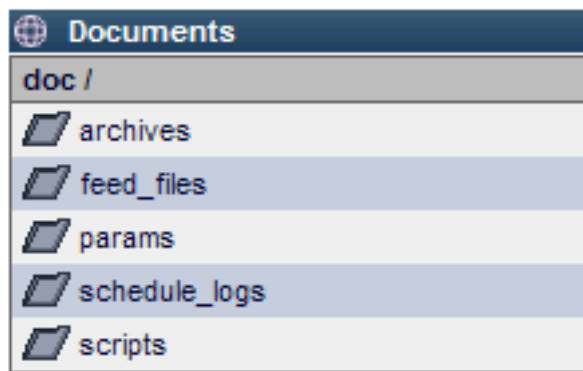 Documents
doc /
archives
feed_files
params
schedule_logs
scripts